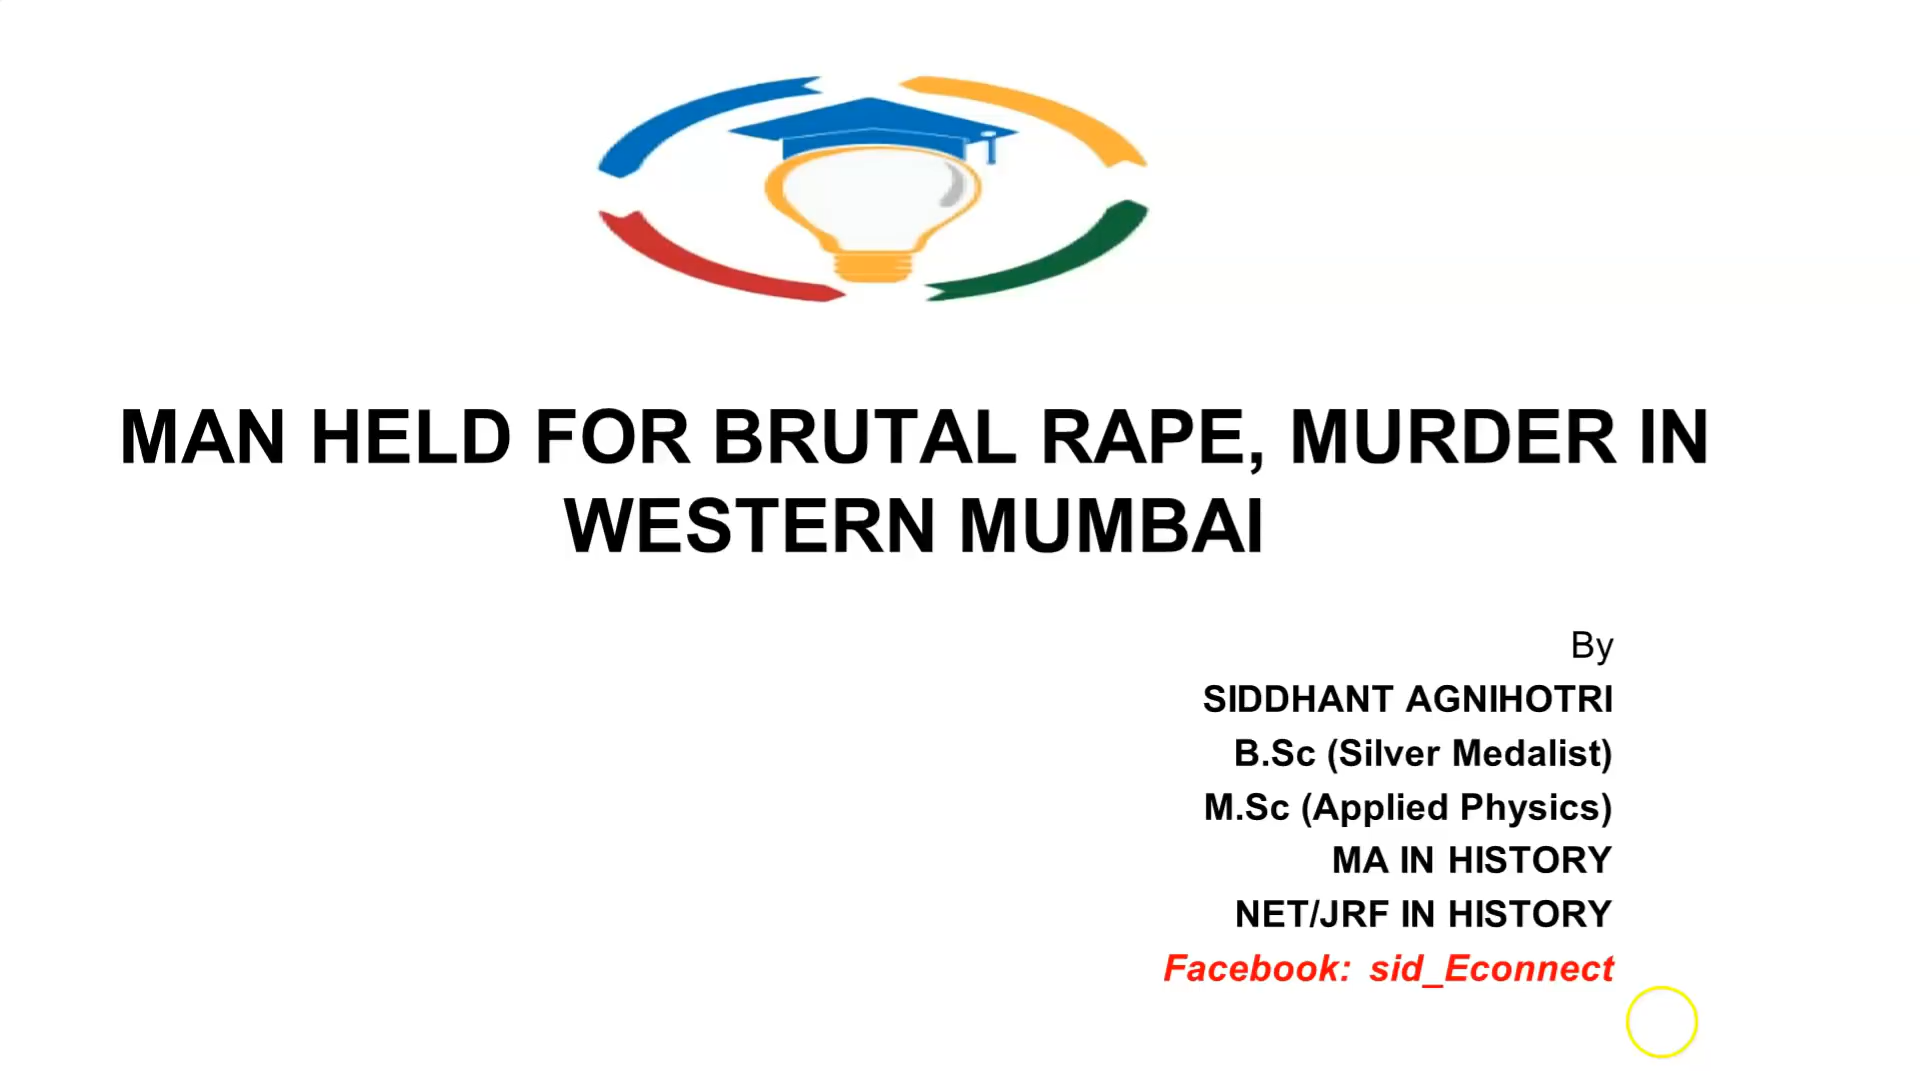 MAN HELD FOR BRUTAL RAPE, MURDER IN
WESTERN MUMBAI
By
SIDDHANT AGNIHOTRI
B.Sc (Silver Medalist)
M.Sc (Applied Physics)
MA IN HISTORY
NET/JRF IN HISTORY
Facebook: sid_Econnect